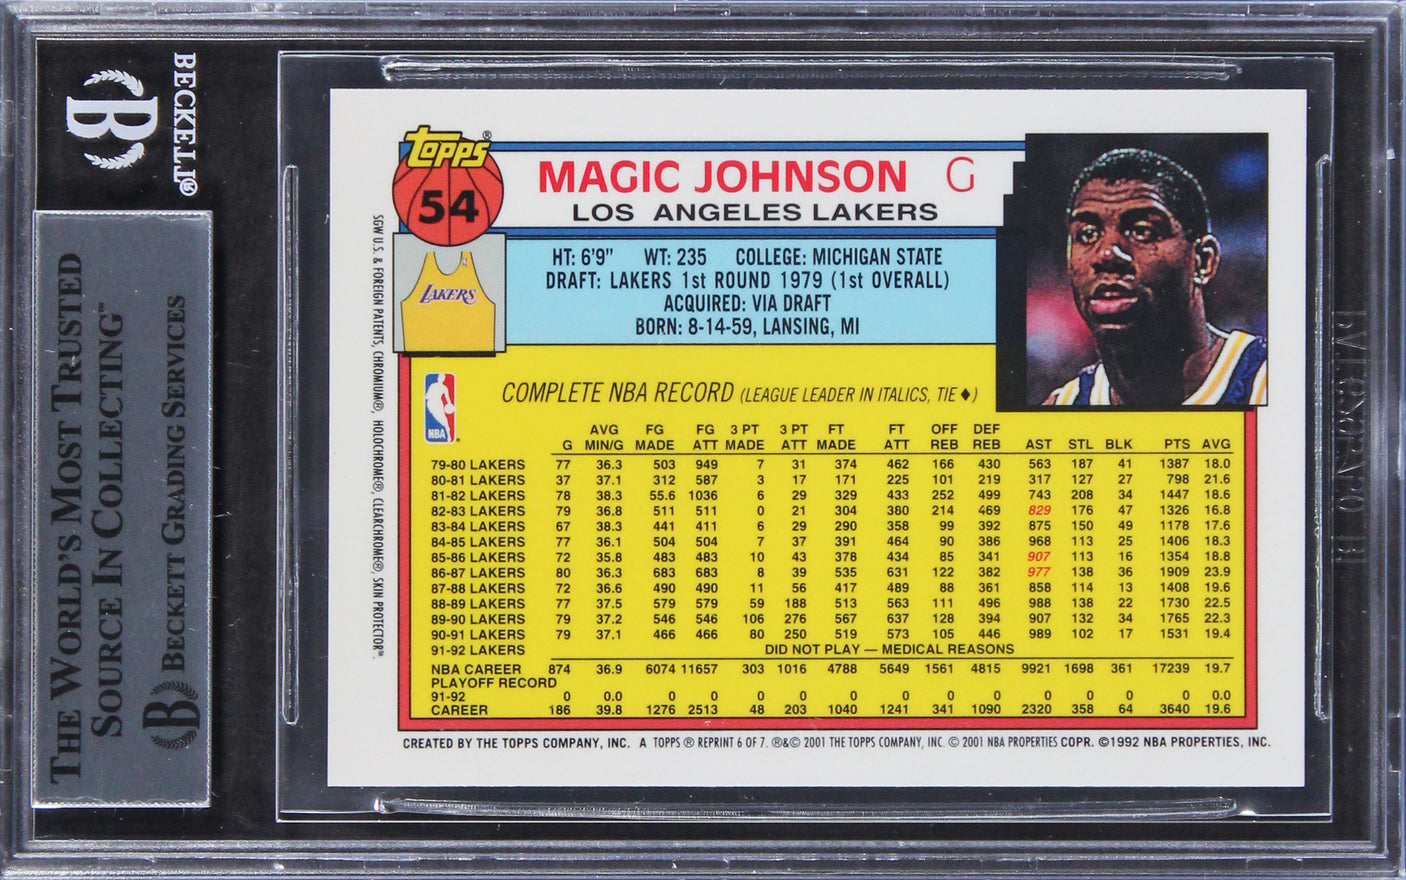 BECKETT®
B
THE WORLD'S MOST TRUSTED
SOURCE IN COLLECTING™
B BECKETT GRADING SERVICES
TOPPS®
54
MAGIC JOHNSON G
LOS ANGELES LAKERS
LAKERS
HT: 6'9" WT: 235 COLLEGE: MICHIGAN STATE
DRAFT: LAKERS 1st ROUND 1979 (1st OVERALL)
ACQUIRED: VIA DRAFT
BORN: 8-14-59, LANSING, MI
SGW U.S. & FOREIGN PATENTS, CHROMIUM®, HOLOCHROME®, CLEARCHROME®, SKIN PROTECTOR™.
NBA
COMPLETE NBA RECORD (LEAGUE LEADER IN ITALICS, TIE ♦)
AVG FG FG 3 PT 3 PT FT FT OFF DEF
G MIN/G MADE ATT MADE ATT MADE ATT REB REB AST STL BLK PTS AVG
79-80 LAKERS 77 36.3 503 949 7 31 374 462 166 430 563 187 41 1387 18.0
80-81 LAKERS 37 37.1 312 587 3 17 171 225 101 219 317 127 27 798 21.6
81-82 LAKERS 78 38.3 55.6 1036 6 29 329 433 252 499 743 208 34 1447 18.6
82-83 LAKERS 79 36.8 511 511 0 21 304 380 214 469 829 176 47 1326 16.8
83-84 LAKERS 67 38.3 441 411 6 29 290 358 99 392 875 150 49 1178 17.6
84-85 LAKERS 77 36.1 504 504 7 37 391 464 90 386 968 113 25 1406 18.3
85-86 LAKERS 72 35.8 483 483 10 43 378 434 85 341 907 113 16 1354 18.8
86-87 LAKERS 80 36.3 683 683 8 39 535 631 122 382 977 138 36 1909 23.9
87-88 LAKERS 72 36.6 490 490 11 56 417 489 88 361 858 114 13 1408 19.6
88-89 LAKERS 77 37.5 579 579 59 188 513 563 111 496 988 138 22 1730 22.5
89-90 LAKERS 79 37.2 546 546 106 276 567 637 128 394 907 132 34 1765 22.3
90-91 LAKERS 79 37.1 466 466 80 250 519 573 105 446 989 102 17 1531 19.4
91-92 LAKERS DID NOT PLAY — MEDICAL REASONS
NBA CAREER 874 36.9 6074 11657 303 1016 4788 5649 1561 4815 9921 1698 361 17239 19.7
PLAYOFF RECORD
91-92 0 0.0 0 0 0 0 0 0 0 0 0 0 0 0 0.0
CAREER 186 39.8 1276 2513 48 203 1040 1241 341 1090 2320 358 64 3640 19.6
CREATED BY THE TOPPS COMPANY, INC. A TOPPS ® REPRINT 6 OF 7. ®&© 2001 THE TOPPS COMPANY, INC. © 2001 NBA PROPERTIES COPR. ©1992 NBA PROPERTIES, INC.